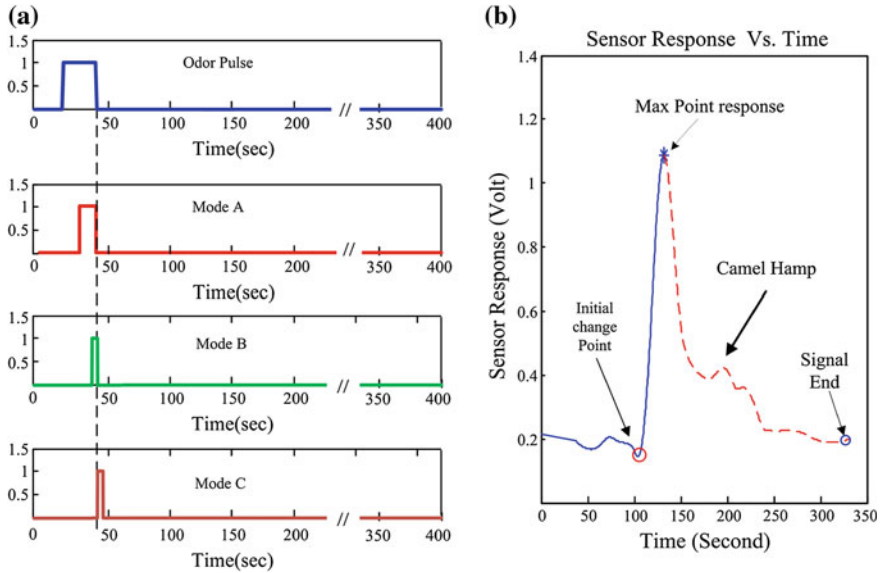 (a)
1.5
1
0.5
Odor Pulse
//
0 50 100 150 200 350 400
Time(sec)
1.5
1
0.5
Mode A
//
0 50 100 150 200 350 400
Time(sec)
1.5
1
0.5
Mode B
//
0 50 100 150 200 350 400
Time(sec)
1.5
1
0.5
Mode C
//
0 50 100 150 200 350 400
Time(sec)
(b)
Sensor Response Vs. Time
1.4
1.2
1
0.8
0.6
0.4
0.2
Sensor Response (Volt)
Max Point response
Camel Hamp
Initial
change
Point
Signal
End
0 50 100 150 200 250 300 350
Time (Second)